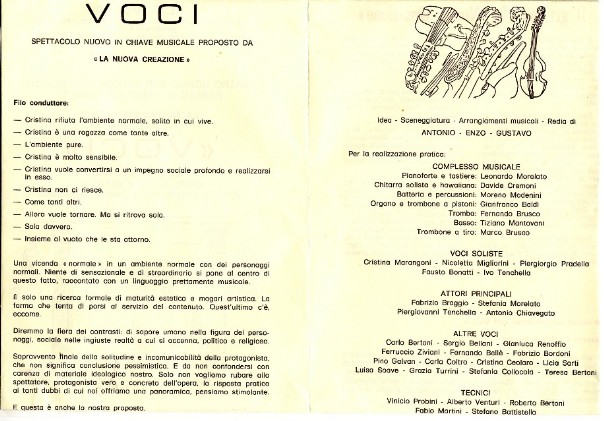 VOCI
SPETTACOLO NUOVO IN CHIAVE MUSICALE PROPOSTO DA
« LA NUOVA CREAZIONE »
Filo conduttore:
— Cristina rifiuta l'ambiente normale, solito in cui vive.
— Cristina è una ragazza come tante altre.
— L'ambiente pure.
— Cristina è molto sensibile.
— Cristina vuole convertirsi a un impegno sociale profondo e realizzarsi
in esso.
— Cristina non ci riesce.
— Come tanti altri.
— Allora vuole tornare. Ma si ritrova sola.
— Sola davvero.
— Insieme al vuoto che le sta attorno.
Una vicenda « normale » in un ambiente normale con dei personaggi
normali. Niente di sensazionale e di straordinario si pone al centro di
questo fatto, raccontato con un linguaggio prettamente musicale.
E' solo una ricerca formale di maturità estetica e magari artistica. La
forma che tenta di porsi al servizio del contenuto. Quest'ultimo c'è,
eccome.
Diremmo la fiera dei contrasti: di sapore umano nella figura dei perso-
naggi, sociale nelle ingiuste realtà a cui si accenna, politico e religioso.
Sopravvento finale della solitudine e incomunicabilità della protagonista,
che non significa conclusione pessimistica. E da non confondersi con
carenza di materiale ideologico nostro. Solo non vogliamo rubare allo
spettatore, protagonista vero e concreto dell'opera, la risposta pratica
ai tanti dubbi di cui noi offriamo una panoramica, pensiamo stimolante.
E questa è anche la nostra proposta.
Idea - Sceneggiatura - Arrangiamenti musicali - Regia di
ANTONIO - ENZO - GUSTAVO
Per la realizzazione pratica:
COMPLESSO MUSICALE
Pianoforte e tastiere: Leonardo Morelato
Chitarra solista e hawaiiana: Davide Cremoni
Batteria e percussioni: Moreno Modenini
Organo e trombone a pistoni: Gianfranco Baldi
Tromba: Fernando Brusco
Basso: Tiziano Mantovani
Trombone a tiro: Marco Brusco
VOCI SOLISTE
Cristina Marangoni - Nicoletta Migliorini - Piergiorgio Pradella
Fausto Bonatti - Ivo Tenchella
ATTORI PRINCIPALI
Fabrizio Braggio - Stefania Morelato
Piergiovanni Tenchella - Antonio Chiavegato
ALTRE VOCI
Carla Bertoni - Sergio Bellani - Gianluca Renoffio
Ferruccio Ziviani - Fernando Ballè - Fabrizio Bordoni
Pino Galvan - Carla Coltro - Cristina Ceolaro - Licia Sarti
Luisa Soave - Grazia Turrini - Stefania Collocola - Teresa Bertoni
TECNICI
Vinicio Probini - Alberto Venturi - Roberto Bertoni
Fabio Martini - Stefano Battistella